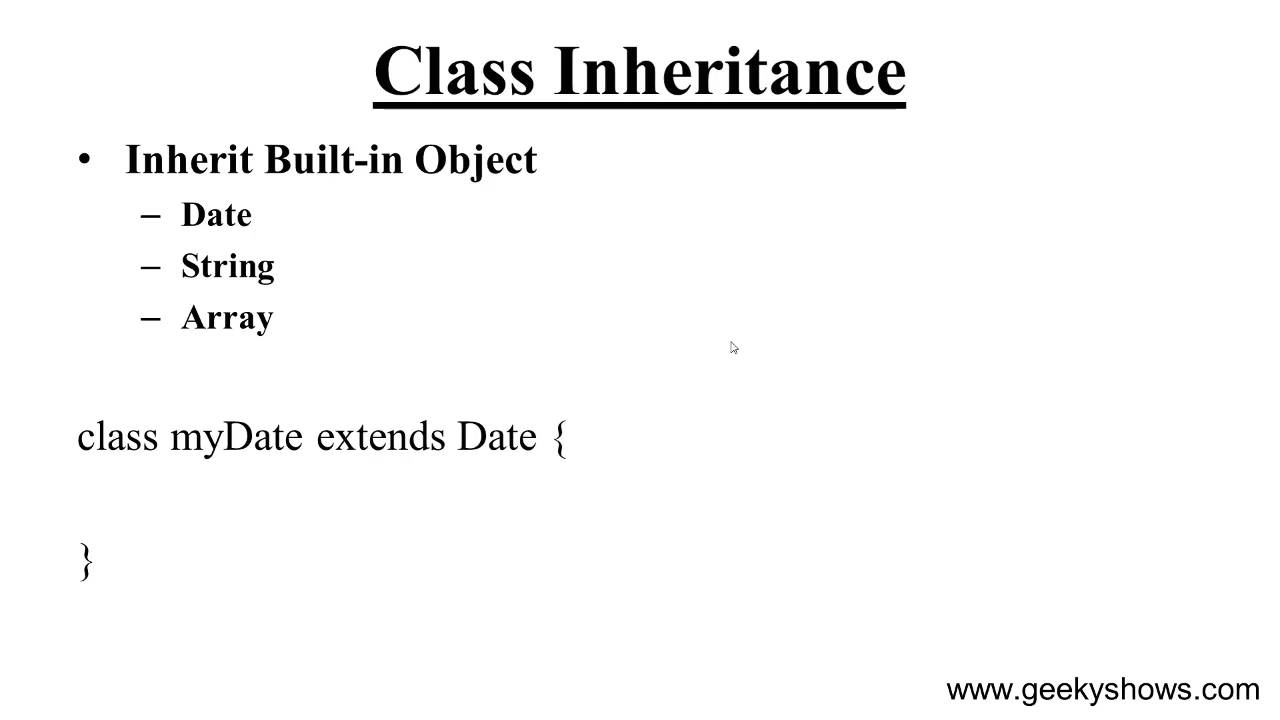 Class Inheritance
• Inherit Built-in Object
– Date
– String
– Array
class myDate extends Date {
}
www.geekyshows.com